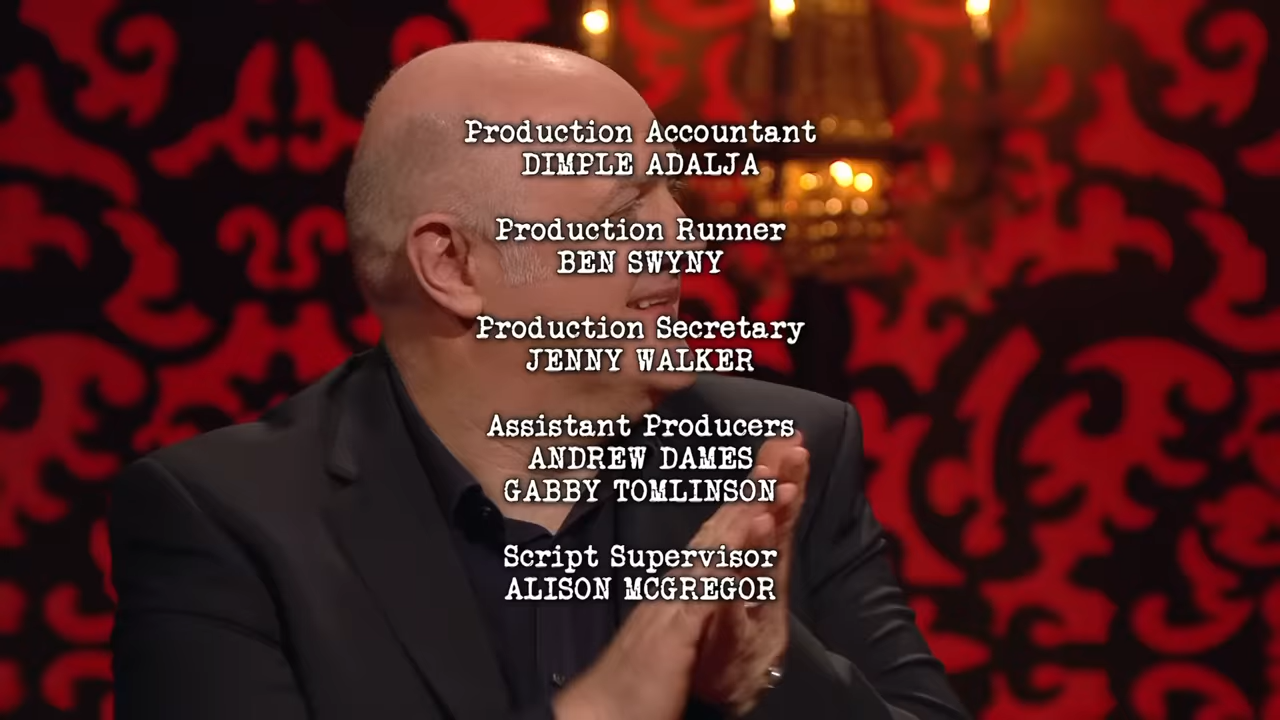 Production Accountant
DIMPLE ADALJA
Production Runner
BEN SWYNY
Production Secretary
JENNY WALKER
Assistant Producers
ANDREW DAMES
GABBY TOMLINSON
Script Supervisor
ALISON MCGREGOR